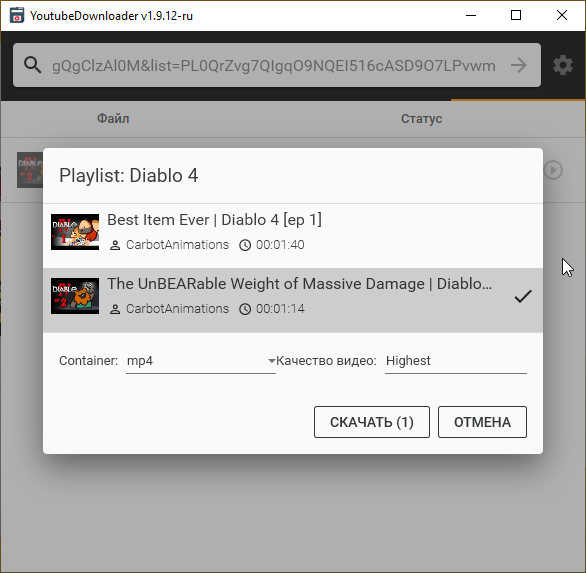 YoutubeDownloader v1.9.12-ru
gQgClzAl0M&list=PL0QrZvg7QIgqO9NQEI516cASD9O7LPvwm
Файл Статус
Playlist: Diablo 4
Best Item Ever | Diablo 4 [ep 1]
CarbotAnimations 00:01:40
The UnBEARable Weight of Massive Damage | Diablo...
CarbotAnimations 00:01:14
Container: mp4 Качество видео: Highest
СКАЧАТЬ (1) ОТМЕНА